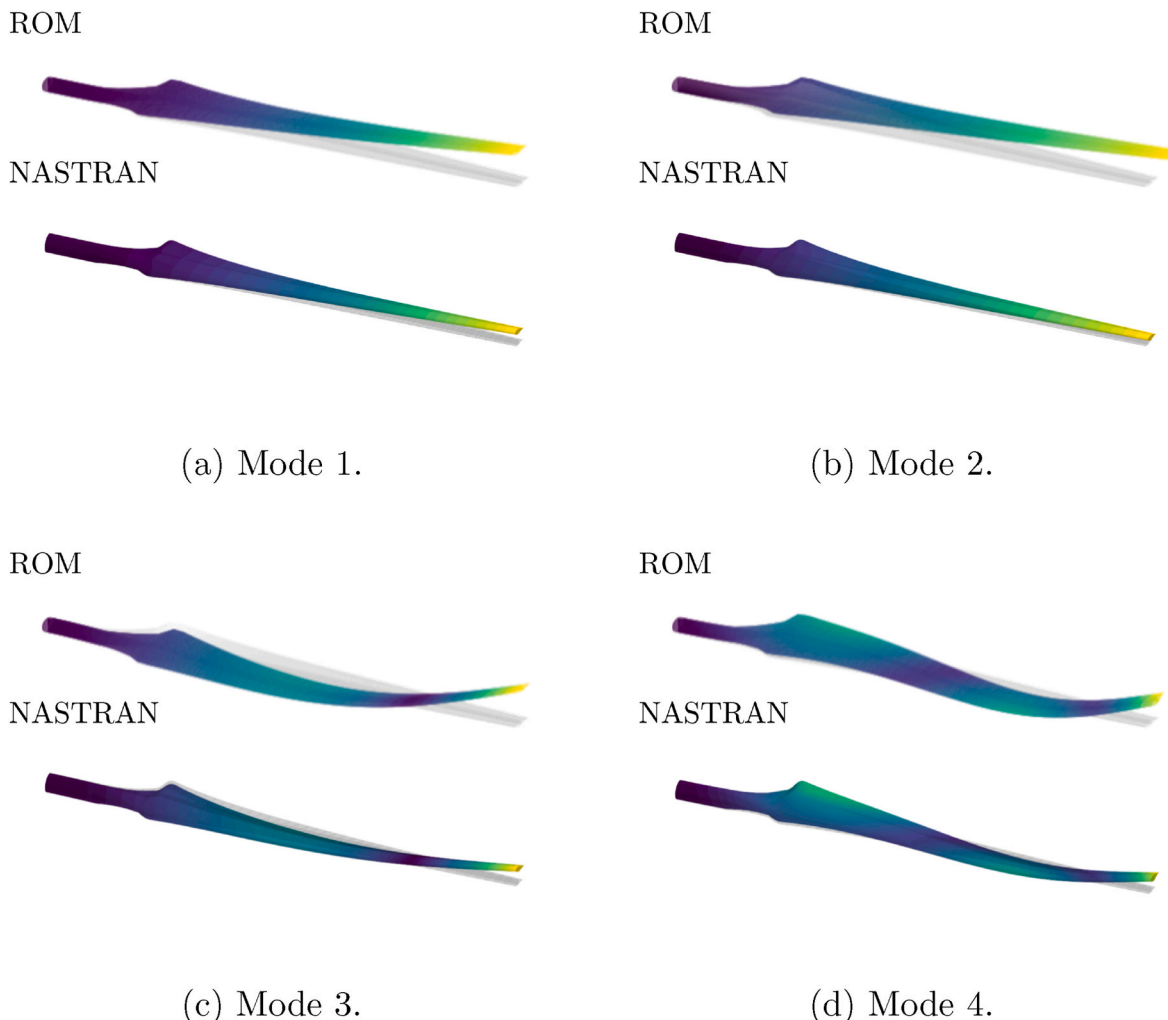 ROM
NASTRAN
(a) Mode 1.
ROM
NASTRAN
(b) Mode 2.
ROM
NASTRAN
(c) Mode 3.
ROM
NASTRAN
(d) Mode 4.